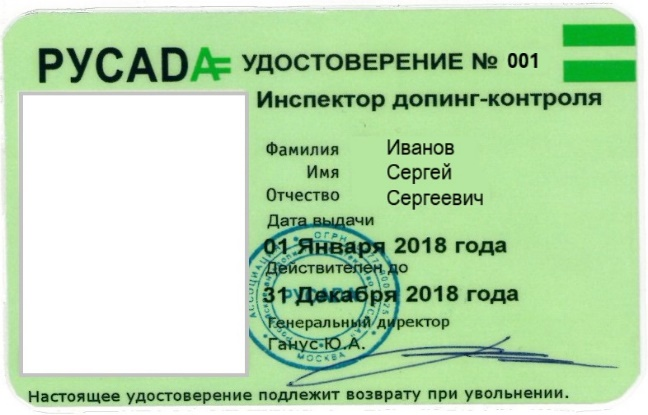 РУСАДА УДОСТОВЕРЕНИЕ № 001
Инспектор допинг-контроля
Фамилия Иванов
Имя Сергей
Отчество Сергеевич
Дата выдачи
01 Января 2018 года
Действителен до
31 Декабря 2018 года
Генеральный директор
Ганус Ю.А.
РУСАДА
МОСКВА
Настоящее удостоверение подлежит возврату при увольнении.